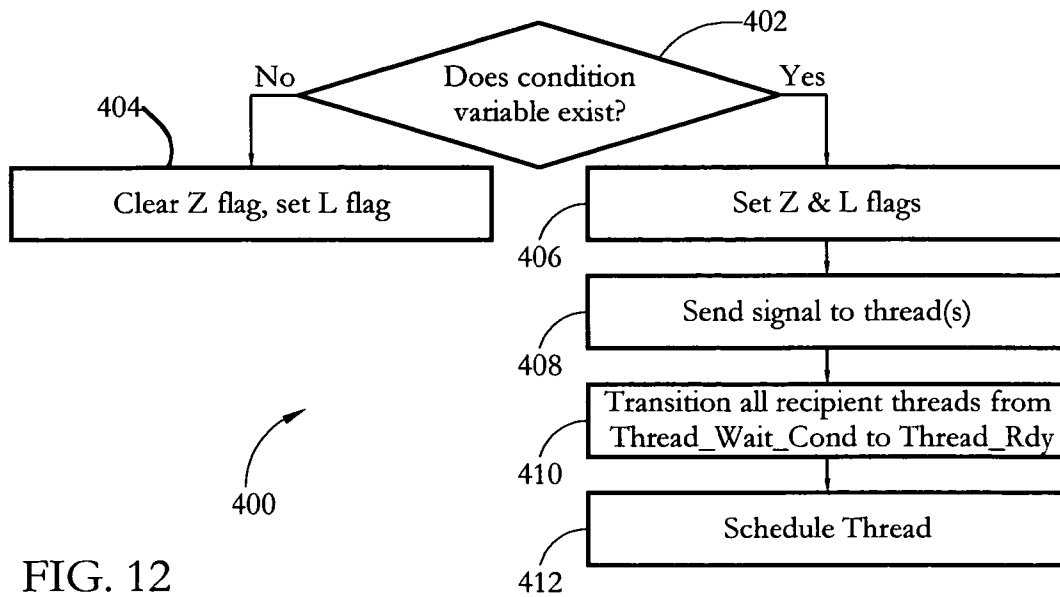 402
Does condition
variable exist?
No
Yes
404
Clear Z flag, set L flag
Set Z & L flags
406
Send signal to thread(s)
408
Transition all recipient threads from
Thread_Wait_Cond to Thread_Rdy
410
Schedule Thread
412
400
FIG. 12